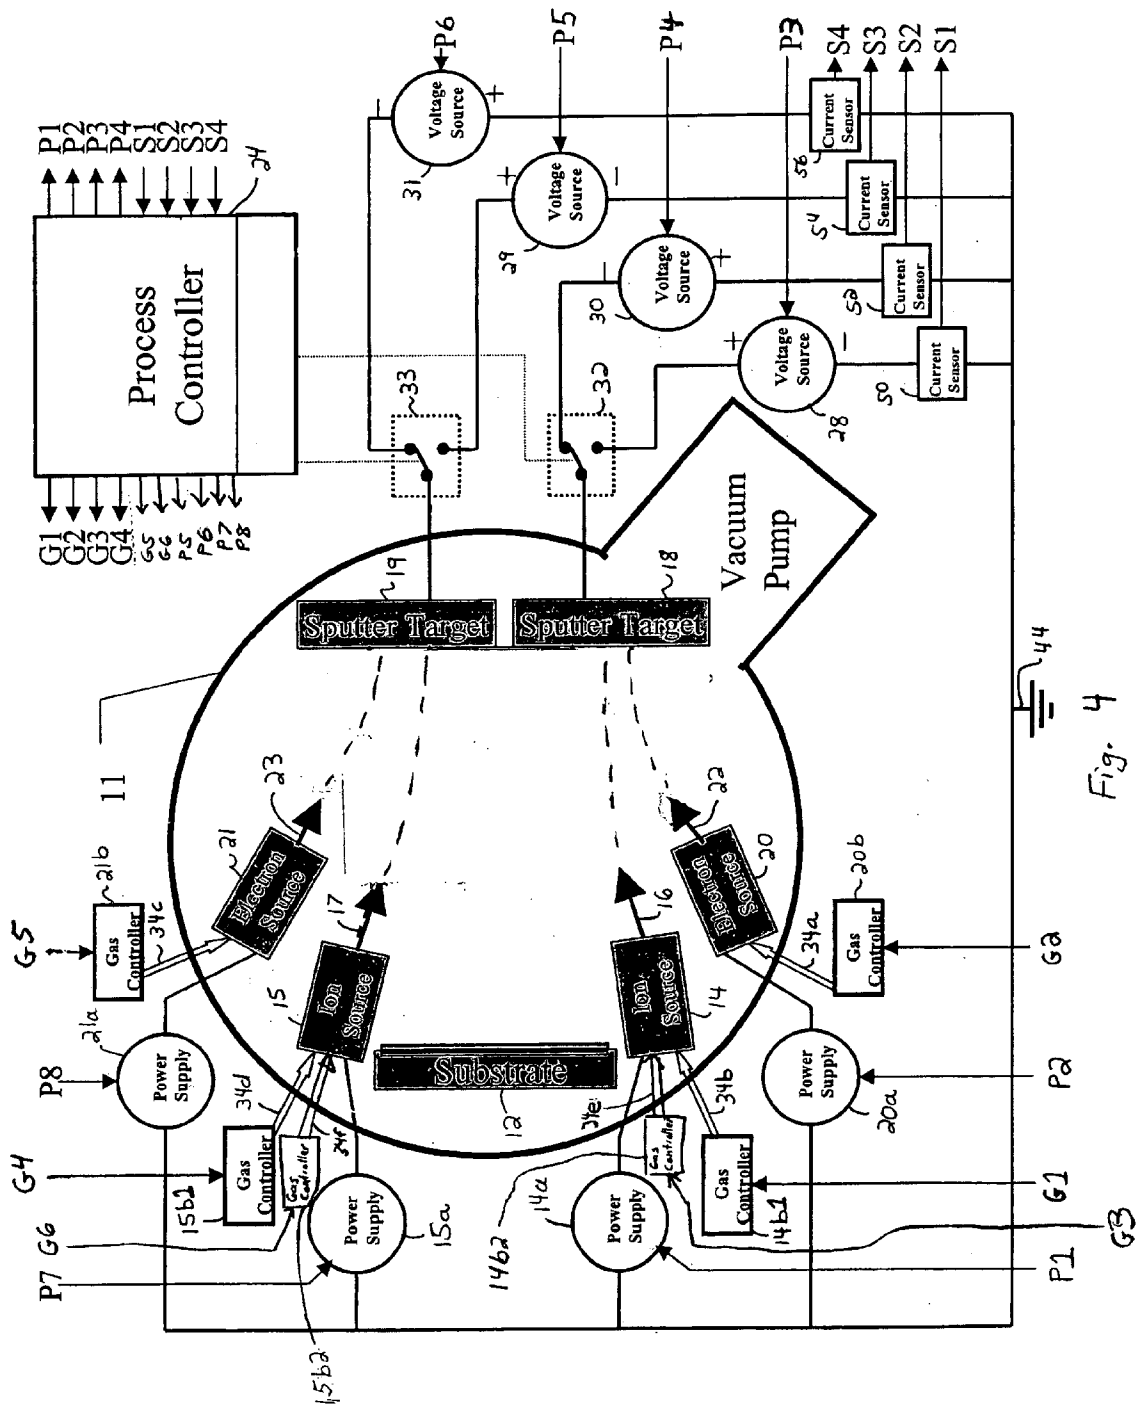 P1
P2
P3
P4
S1
S2
S3
S4
24
Process
Controller
G1
G2
G3
G4
G5
G6
P5
P6
P7
P8
P6
P5
P4
P3
Voltage
Source
31
Voltage
Source
29
Voltage
Source
30
Voltage
Source
28
+
−
+
−
+
−
+
−
S4
S3
S2
S1
Current
Sensor
56
Current
Sensor
54
Current
Sensor
52
Current
Sensor
50
33
32
Vacuum
Pump
19
Sputter Target
18
Sputter Target
11
23
21
Electron
Source
21b
Gas
Controller
34c
G5
17
15
Ion
Source
16
Ion
Source
14
22
Electron
Source
20
20b
Gas
Controller
34a
G2
21a
Power
Supply
P8
Substrate
12
34d
34f
34e
34b
Power
Supply
20a
P2
G4
Gas
Controller
15b1
Gas
Controller
G6
15b2
Power
Supply
15a
P7
14a
Power
Supply
14b2
Gas
Controller
Gas
Controller
14b1
G1
G3
P1
44
Fig. 4